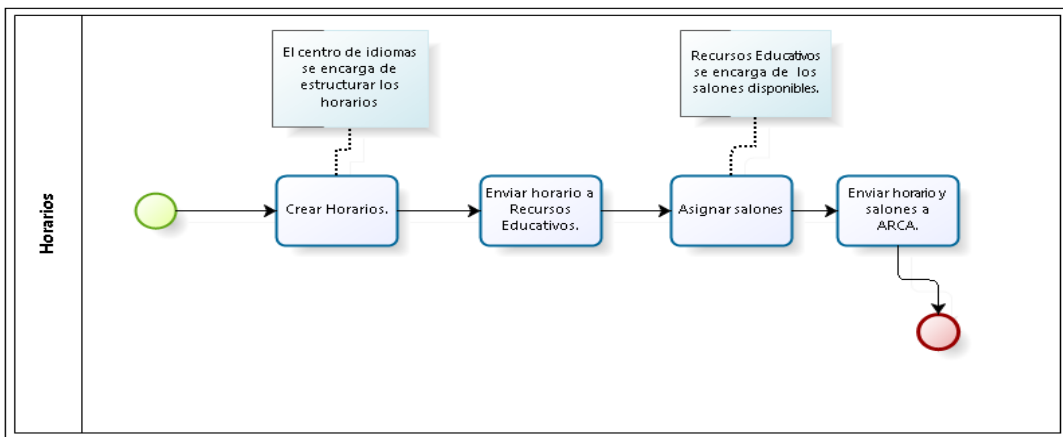 Horarios
El centro de idiomas
se encarga de
estructurar los
horarios
Recursos Educativos
se encarga de los
salones disponibles.
Crear Horarios.
Enviar horario a
Recursos
Educativos.
Asignar salones
Enviar horario y
salones a
ARCA.